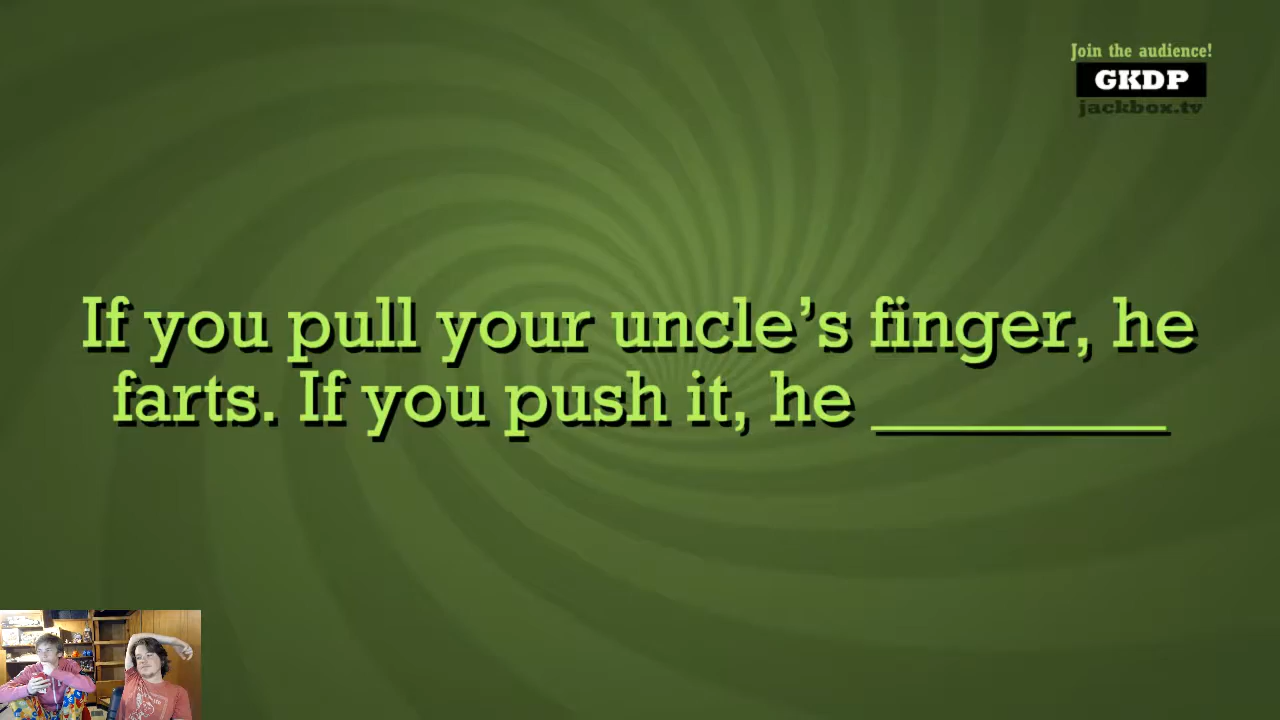 Join the audience!
GKDP
jackbox.tv
If you pull your uncle’s finger, he
farts. If you push it, he _________